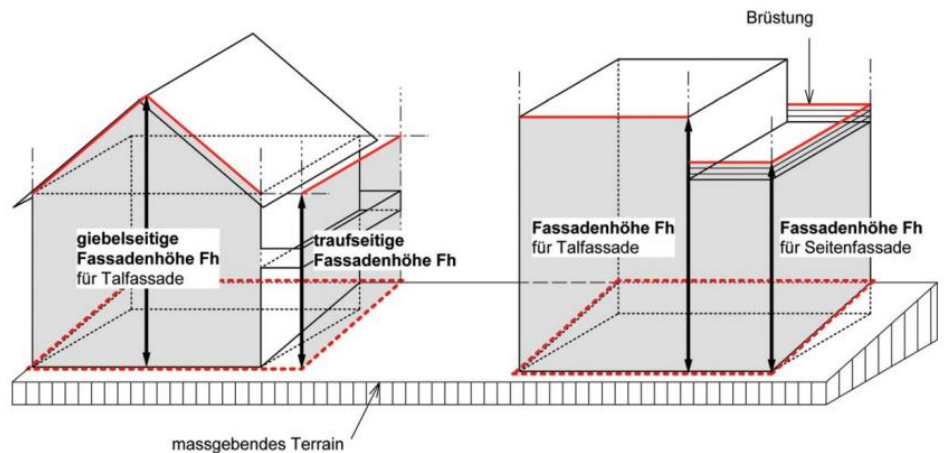 Brüstung
giebelseitige
Fassadenhöhe Fh
für Talfassade
traufseitige
Fassadenhöhe Fh
Fassadenhöhe Fh
für Talfassade
Fassadenhöhe Fh
für Seitenfassade
massgebendes Terrain